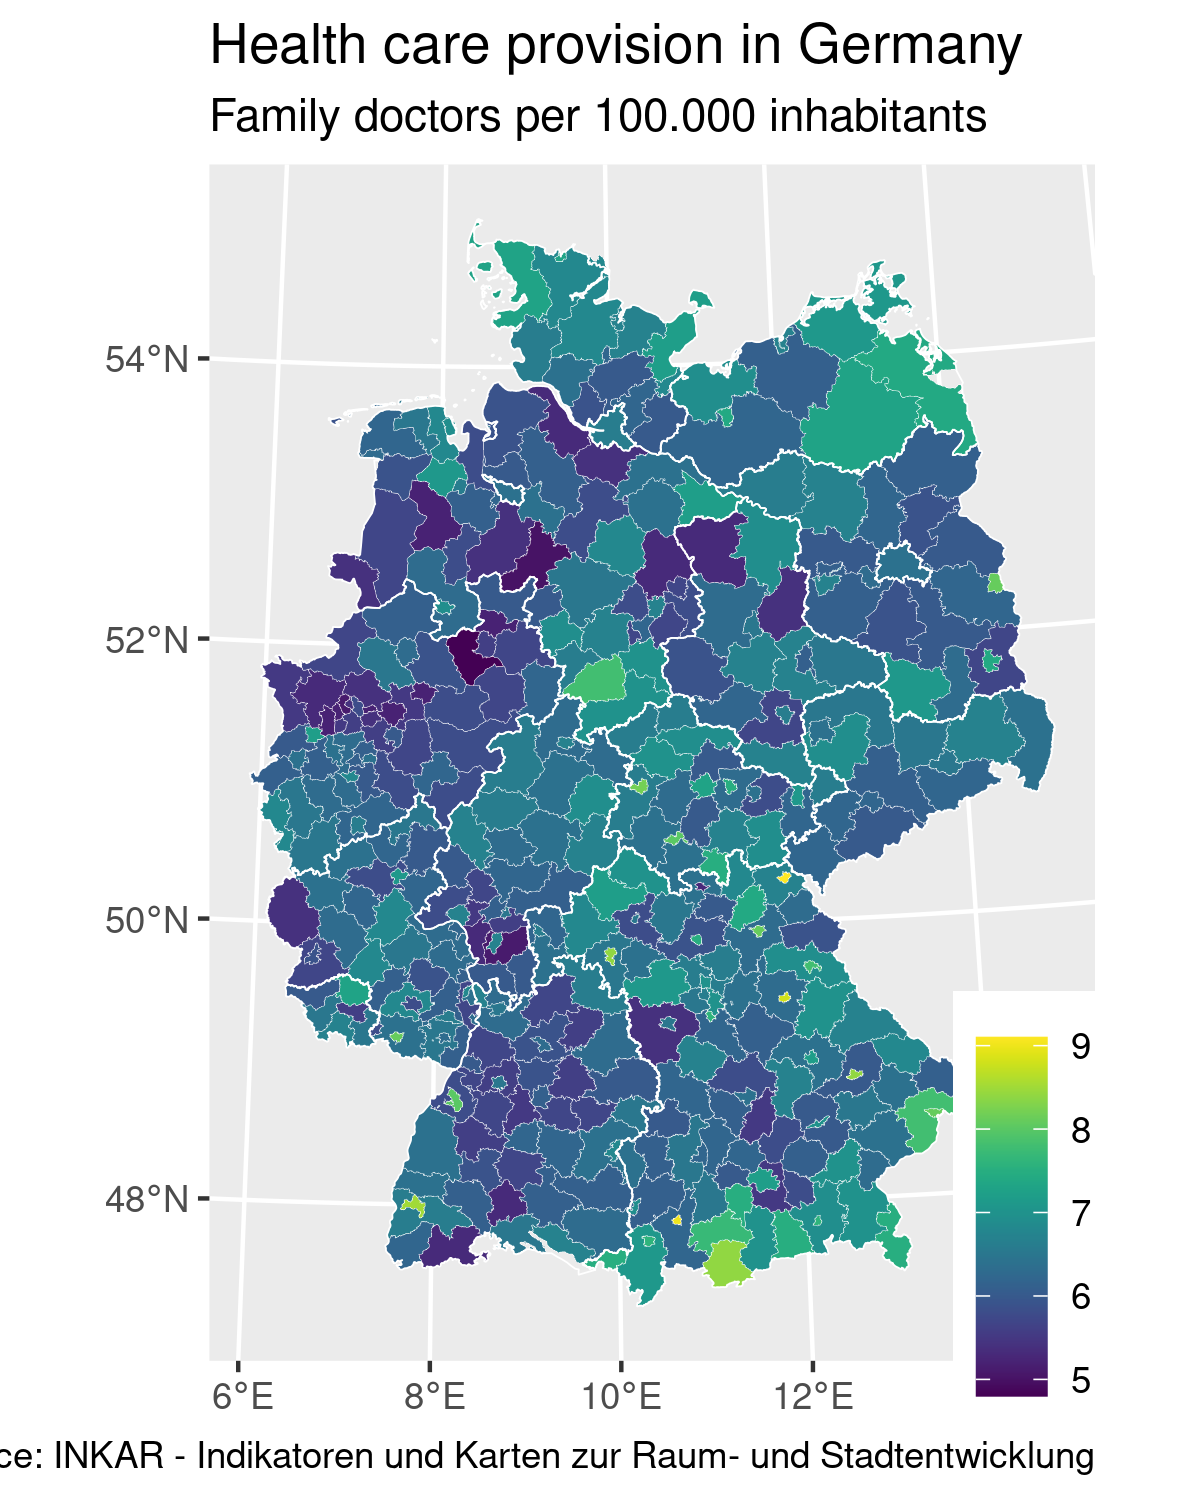 Health care provision in Germany
Family doctors per 100.000 inhabitants
54°N
52°N
50°N
48°N
6°E
8°E
10°E
12°E
9
8
7
6
5
ce: INKAR - Indikatoren und Karten zur Raum- und Stadtentwicklung